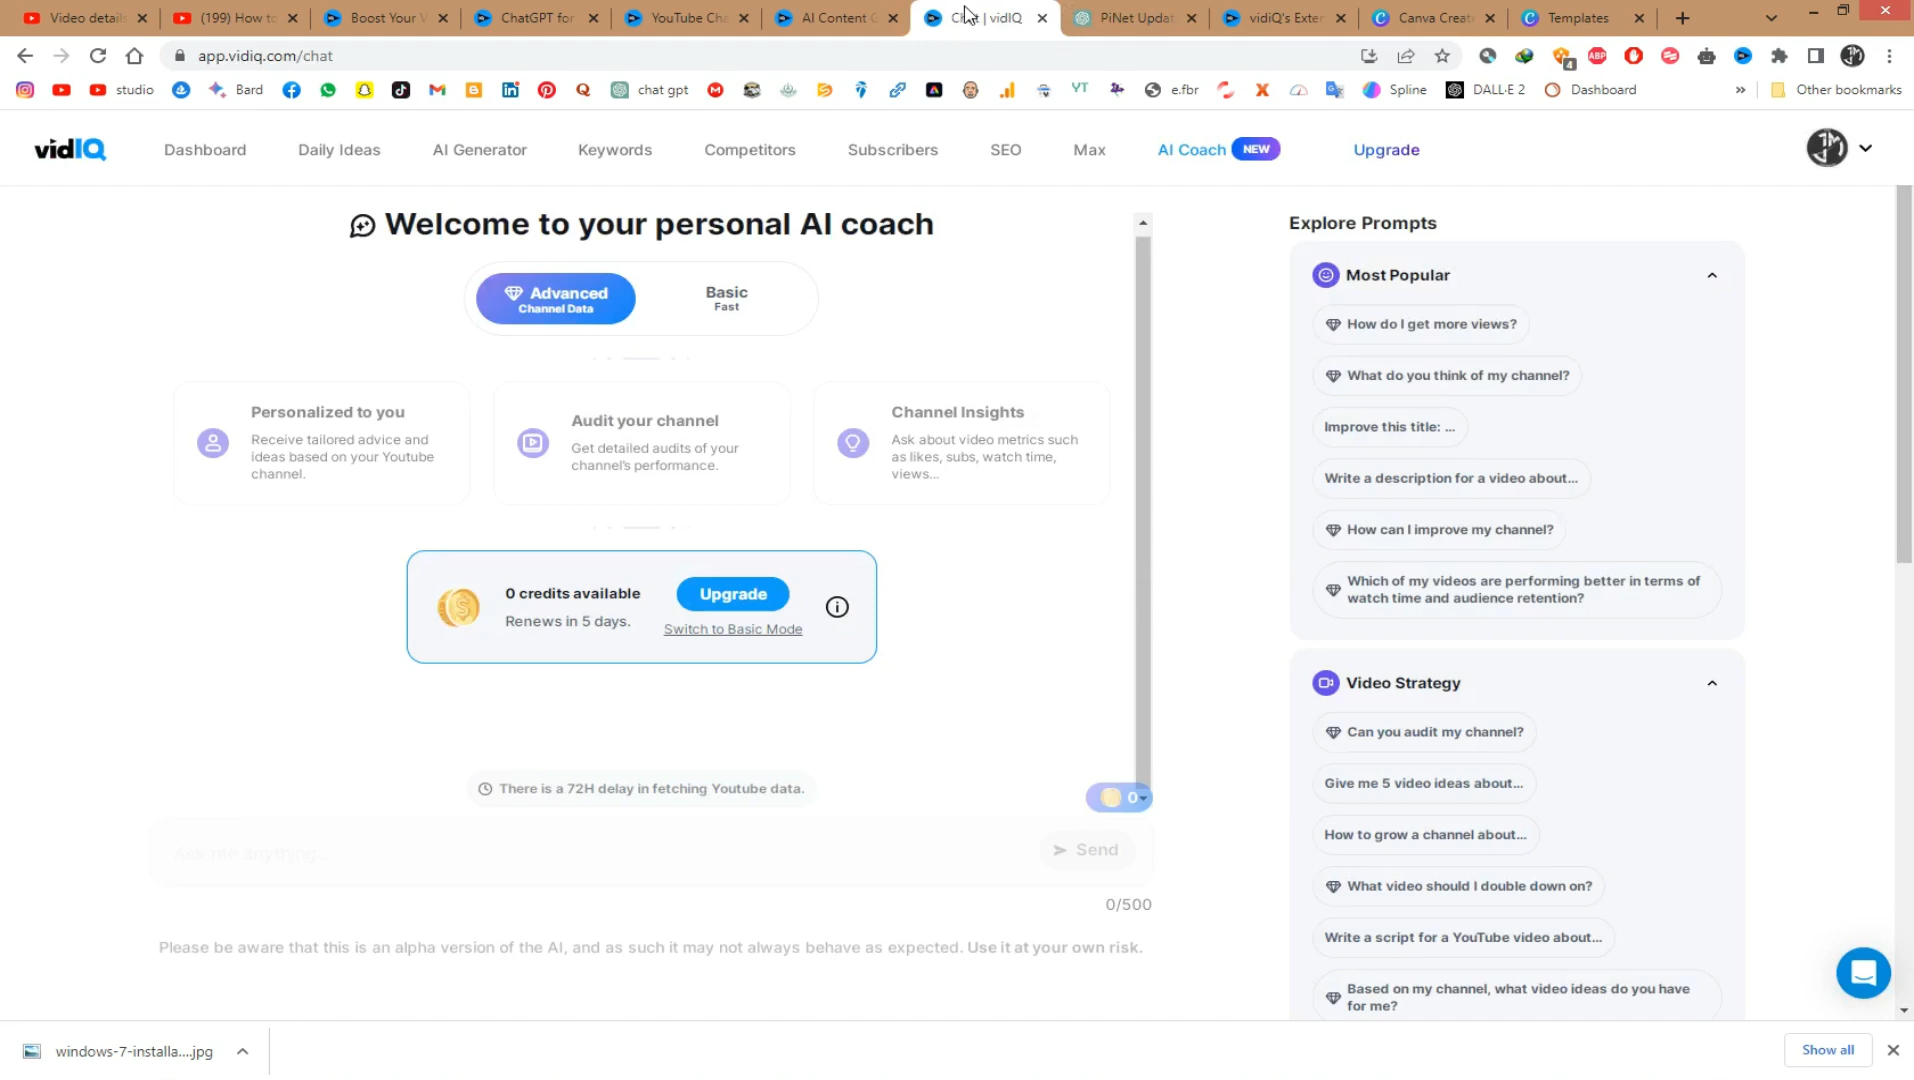 Video details
(199) How to
Boost Your V
ChatGPT for
YouTube Cha
AI Content G
Chat | vidIQ
PiNet Updat
vidiQ's Exter
Canva Creat
Templates
app.vidiq.com/chat
4
ABP
studio
Bard
chat gpt
YT
e.fbr
Spline
DALL·E 2
Dashboard
»
Other bookmarks
vidIQ
Dashboard
Daily Ideas
AI Generator
Keywords
Competitors
Subscribers
SEO
Max
AI Coach NEW
Upgrade
Welcome to your personal AI coach
Advanced
Channel Data
Basic
Fast
Personalized to you
Receive tailored advice and
ideas based on your Youtube
channel.
Audit your channel
Get detailed audits of your
channel's performance.
Channel Insights
Ask about video metrics such
as likes, subs, watch time,
views...
0 credits available
Renews in 5 days.
Upgrade
Switch to Basic Mode
There is a 72H delay in fetching Youtube data.
0
Ask me anything...
Send
0/500
Please be aware that this is an alpha version of the AI, and as such it may not always behave as expected. Use it at your own risk.
Explore Prompts
Most Popular
How do I get more views?
What do you think of my channel?
Improve this title: ...
Write a description for a video about...
How can I improve my channel?
Which of my videos are performing better in terms of
watch time and audience retention?
Video Strategy
Can you audit my channel?
Give me 5 video ideas about...
How to grow a channel about...
What video should I double down on?
Write a script for a YouTube video about...
Based on my channel, what video ideas do you have
for me?
windows-7-installa....jpg
Show all